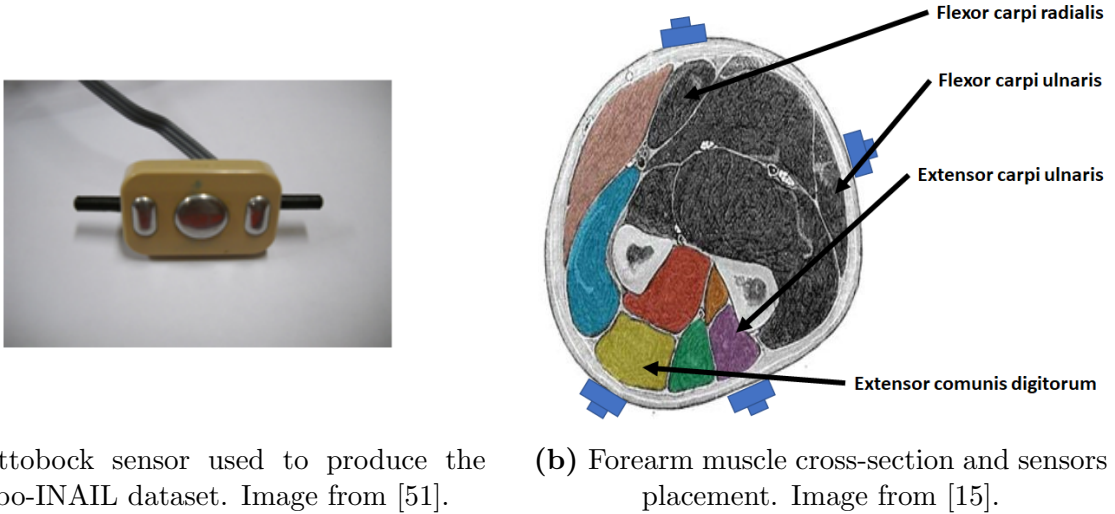 Flexor carpi radialis
Flexor carpi ulnaris
Extensor carpi ulnaris
Extensor comunis digitorum
ttobock sensor used to produce the
oo-INAIL dataset. Image from [51].
(b) Forearm muscle cross-section and sensors
placement. Image from [15].